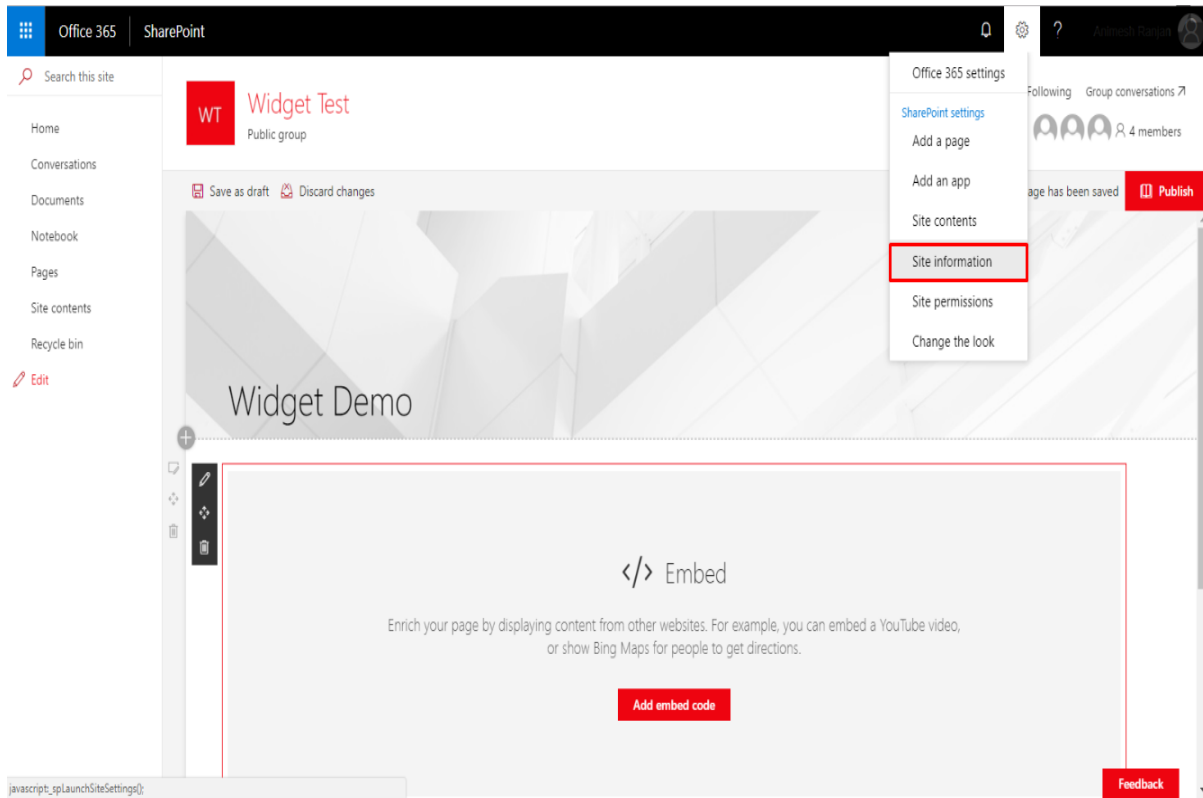 Office 365
SharePoint
?
Animesh Ranjan
Search this site
Home
Conversations
Documents
Notebook
Pages
Site contents
Recycle bin
Edit
WT
Widget Test
Public group
Office 365 settings
SharePoint settings
Add a page
Add an app
Site contents
Site information
Site permissions
Change the look
Following
Group conversations
4 members
Save as draft
Discard changes
age has been saved
Publish
Widget Demo
</> Embed
Enrich your page by displaying content from other websites. For example, you can embed a YouTube video,
or show Bing Maps for people to get directions.
Add embed code
Feedback
javascript:_spLaunchSiteSettings();